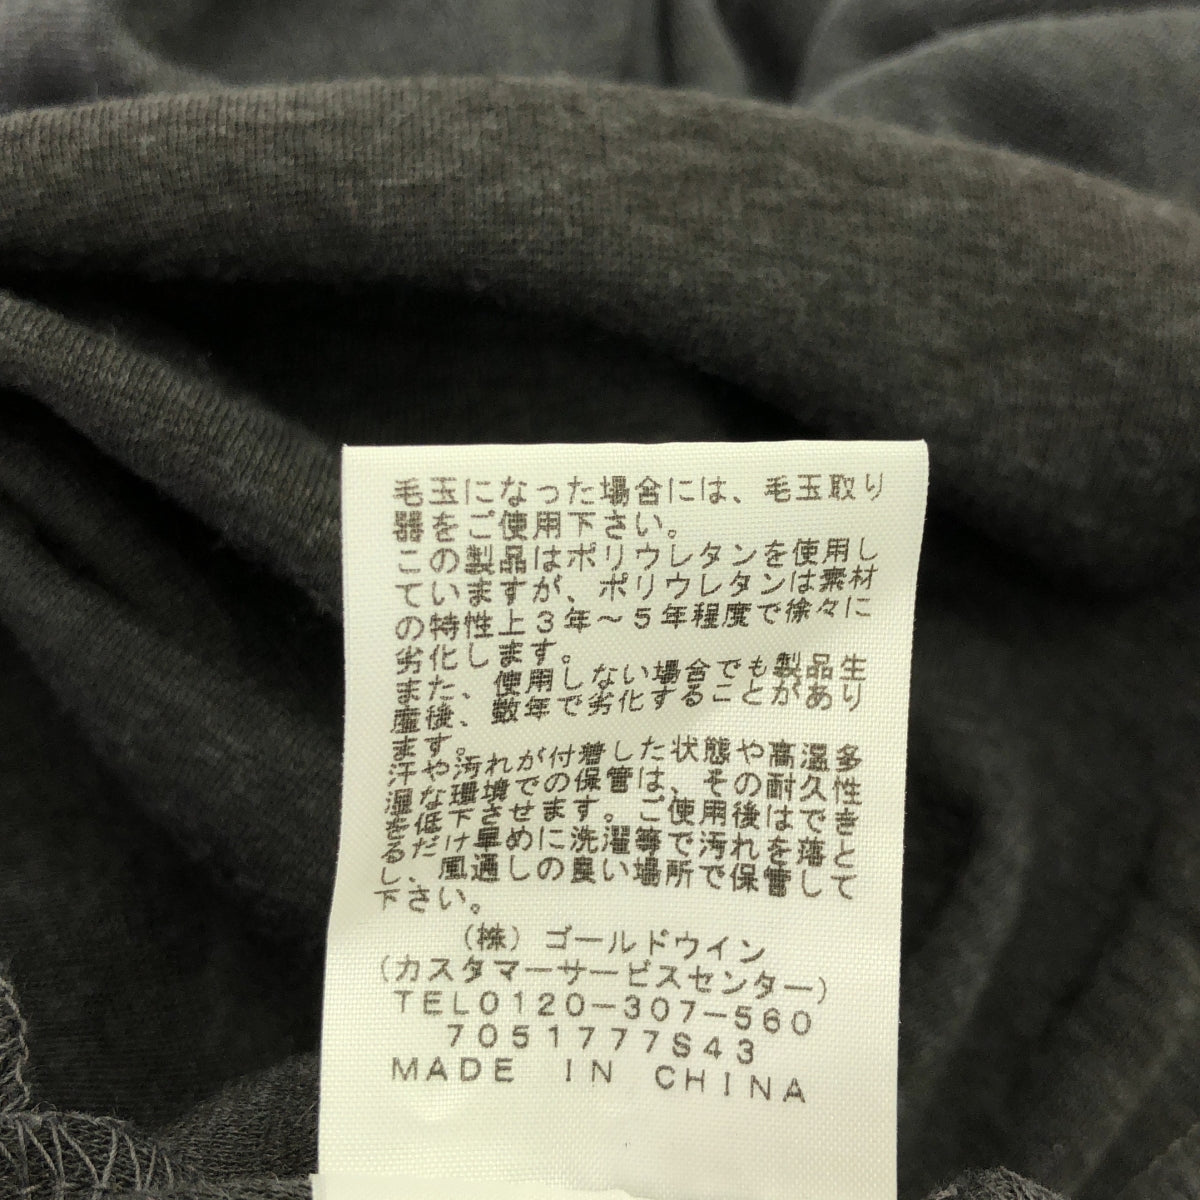 毛玉になった場合には、毛玉取り
器をご使用下さい。
この製品はポリウレタンを使用し
ていますが、ポリウレタンは素材
の特性上３年～５年程度で徐々に
劣化します。
また、使用しない場合でも製品生
産後、数年で劣化することがあり
ます。
汗や汚れが付着した状態や高温多
湿な環境での保管は、その耐久性
を低下させます。ご使用後はでき
るだけ早めに洗濯等で汚れを落と
し、風通しの良い場所で保管して
下さい。
（株）ゴールドウイン
（カスタマーサービスセンター）
TEL0120-307-560
7051777S43
MADE IN CHINA